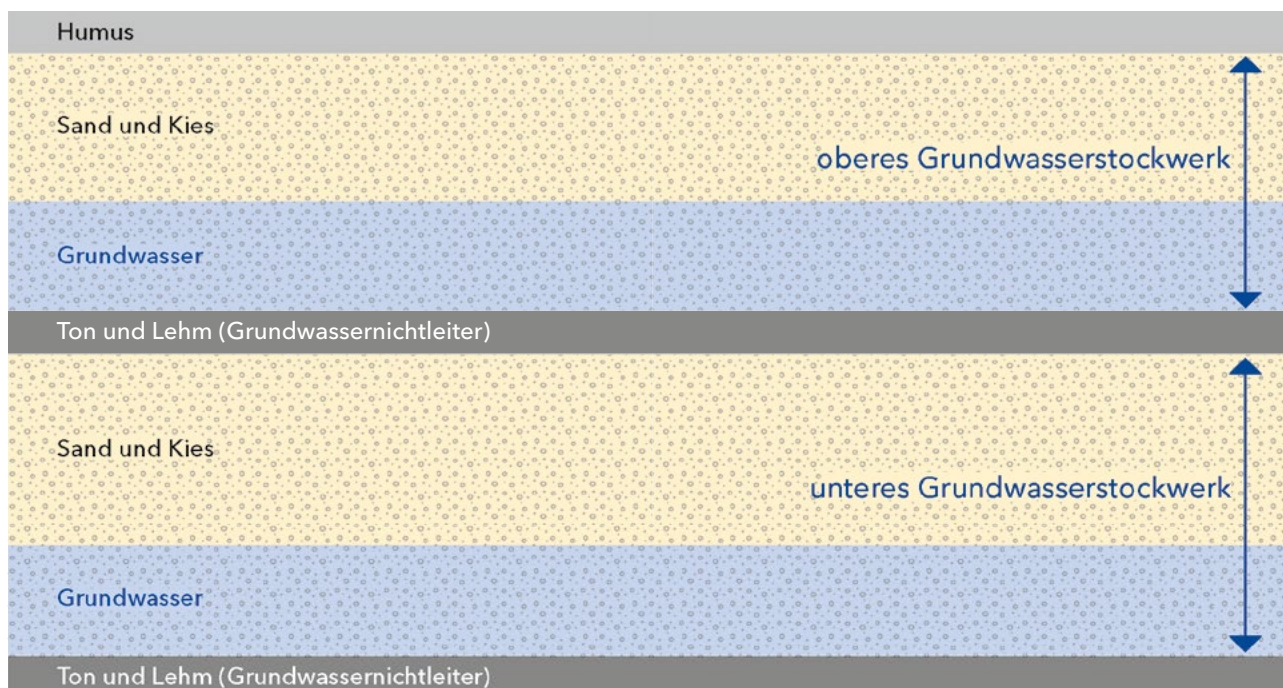 Humus
Sand und Kies
oberes Grundwasserstockwerk
Grundwasser
Ton und Lehm (Grundwassernichtleiter)
Sand und Kies
unteres Grundwasserstockwerk
Grundwasser
Ton und Lehm (Grundwassernichtleiter)